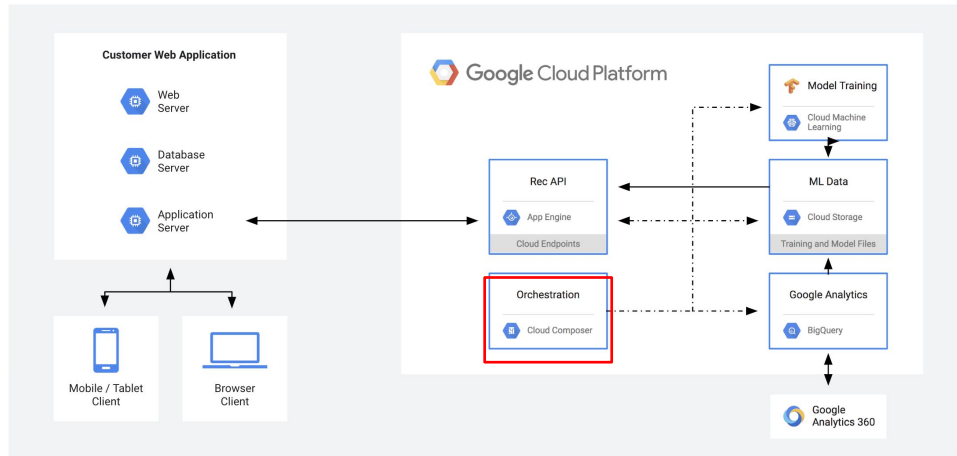 Customer Web Application
Web
Server
Database
Server
Application
Server
Mobile / Tablet
Client
Browser
Client
Google Cloud Platform
Model Training
Cloud Machine
Learning
Rec API
App Engine
Cloud Endpoints
ML Data
Cloud Storage
Training and Model Files
Orchestration
Cloud Composer
Google Analytics
BigQuery
Google
Analytics 360